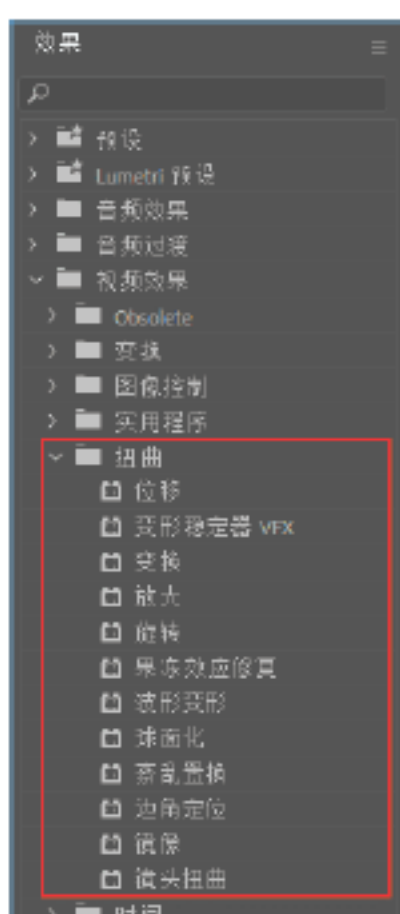 效果
预设
Lumetri 预设
音频效果
音频过渡
视频效果
Obsolete
变换
图像控制
实用程序
扭曲
位移
变形稳定器 VFX
变换
放大
旋转
果冻效应修复
波形变形
球面化
紊乱置换
边角定位
镜像
镜头扭曲
时间